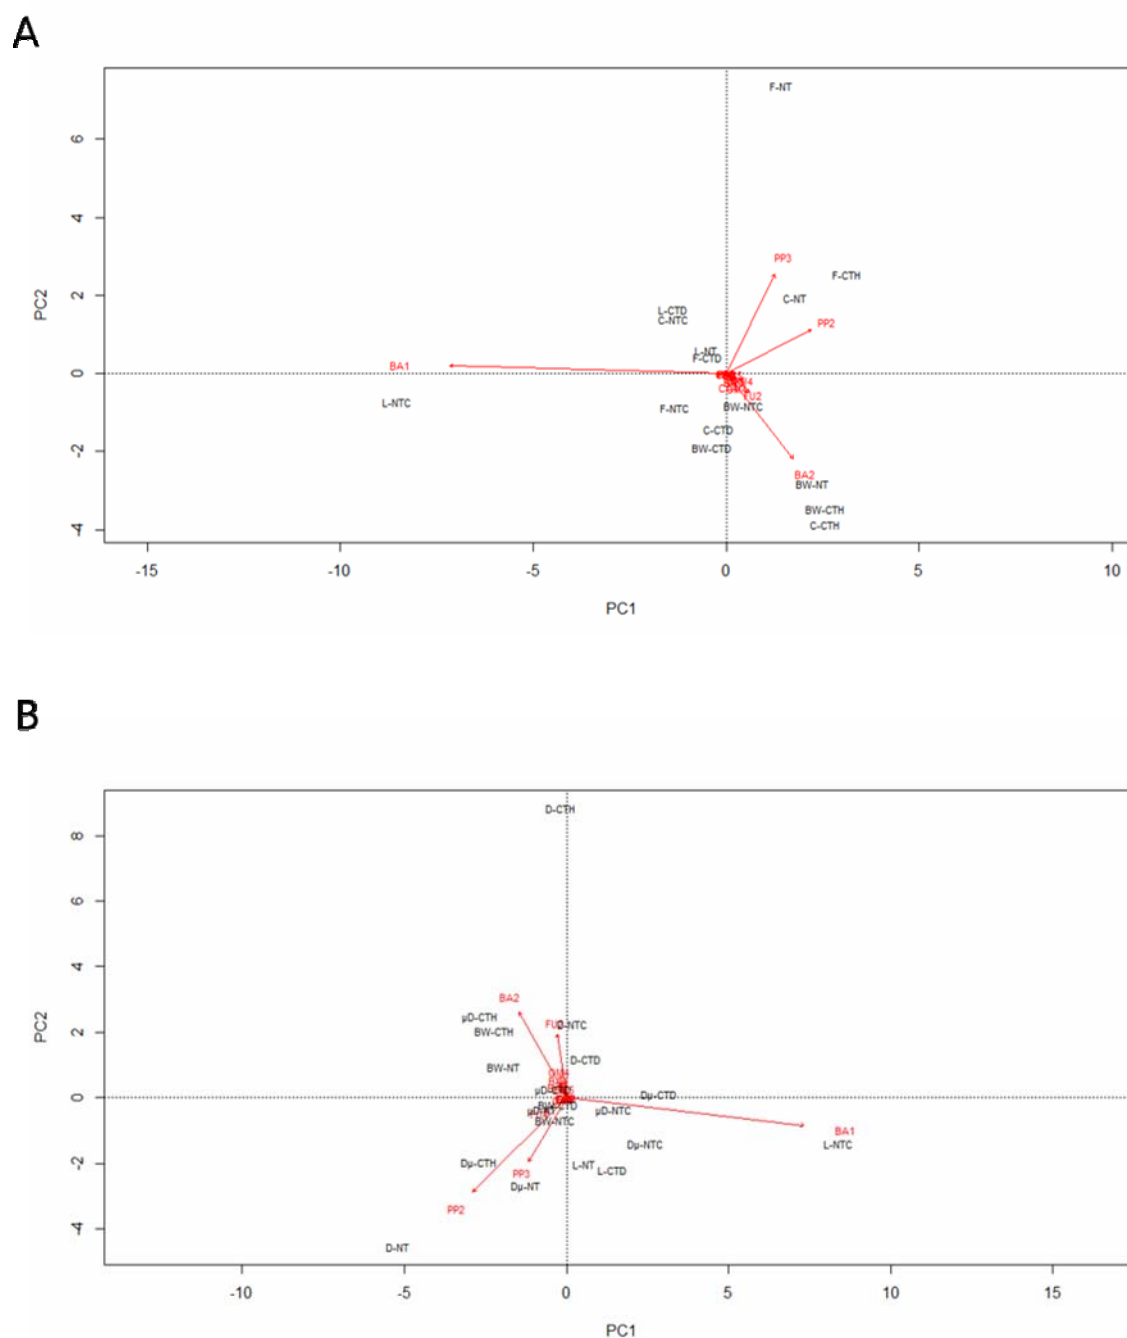 A
F-NT
6
PP3
F-CTH
4
C-NT
2
L-CTD
C-NTC
PP2
PC2
L-NT
F-CTD
BA1
0
L-NTC
F-NTC
BW-NTC
C-CTD
-2
BW-CTD
BA2
BW-NT
BW-CTH
-4
C-CTH
-15
-10
-5
0
5
10
PC1
B
D-CTH
8
6
4
BA2
µD-CTH
D-NTC
2
BW-CTH
PC2
D-CTD
BW-NT
Dµ-CTD
0
BW-CTD
µD-NTC
BW-NTC
BA1
Dµ-NTC
L-NTC
Dµ-CTH
L-NT
L-CTD
-2
PP3
Dµ-NT
PP2
-4
D-NT
-10
-5
0
5
10
15
PC1